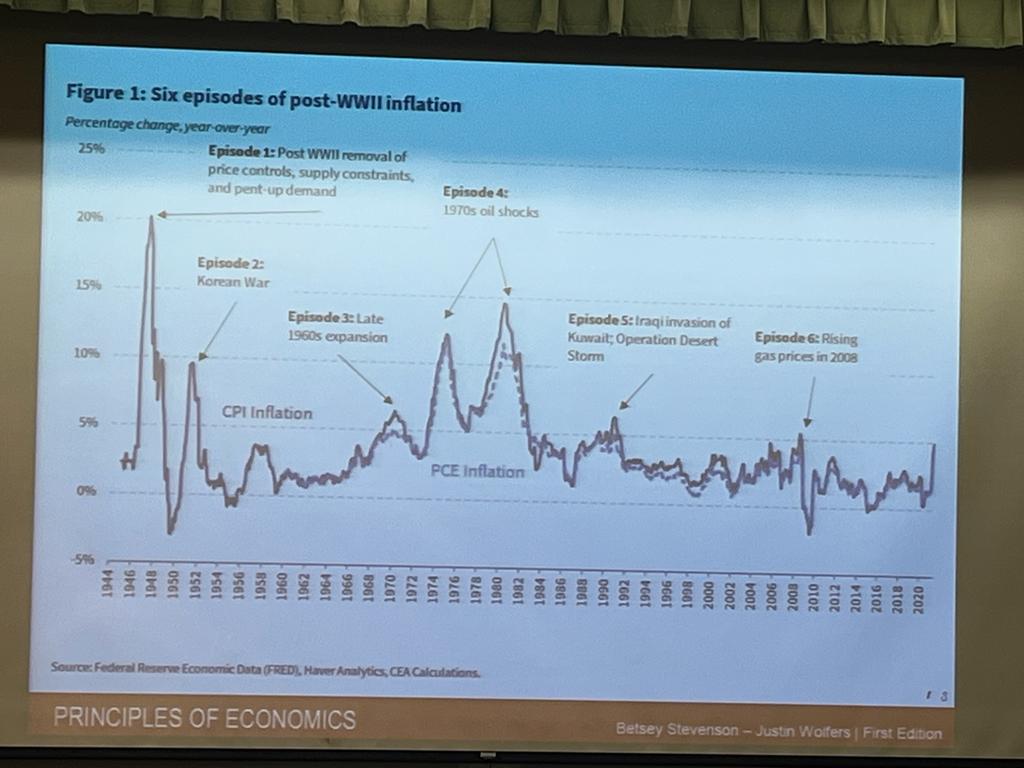 Figure 1: Six episodes of post-WWII inflation
Percentage change, year-over-year
25%
20%
15%
10%
5%
0%
-5%
Episode 1: Post WWII removal of
price controls, supply constraints,
and pent-up demand
Episode 4:
1970s oil shocks
Episode 2:
Korean War
Episode 3: Late
1960s expansion
Episode 5: Iraqi invasion of
Kuwait; Operation Desert
Storm
Episode 6: Rising
gas prices in 2008
CPI Inflation
PCE Inflation
1944 1946 1948 1950 1952 1954 1956 1958 1960 1962 1964 1966 1968 1970 1972 1974 1976 1978 1980 1982 1984 1986 1988 1990 1992 1994 1996 1998 2000 2002 2004 2006 2008 2010 2012 2014 2016 2018 2020
Source: Federal Reserve Economic Data (FRED), Haver Analytics, CEA Calculations.
3
PRINCIPLES OF ECONOMICS
Betsey Stevenson – Justin Wolfers | First Edition